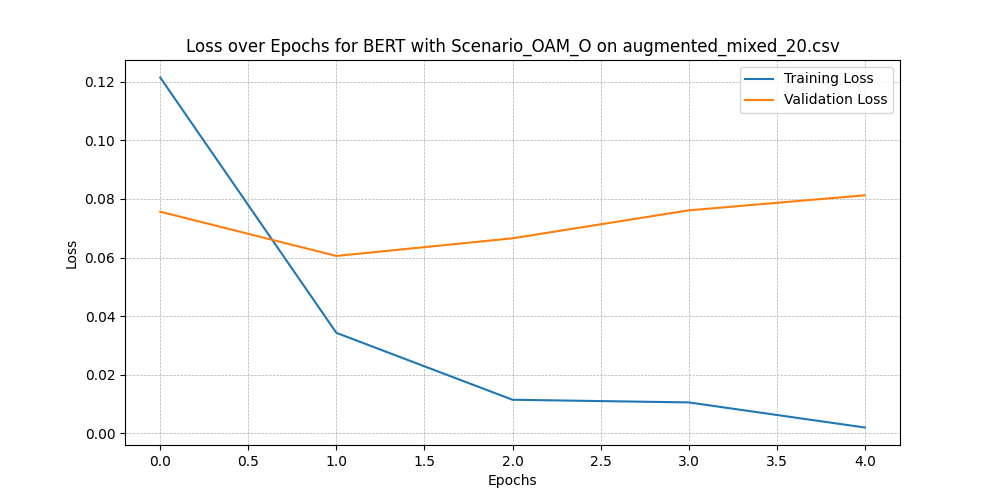 Loss over Epochs for BERT with Scenario_OAM_O on augmented_mixed_20.csv
Training Loss
Validation Loss
0.12
0.10
0.08
0.06
0.04
0.02
0.00
Loss
0.0 0.5 1.0 1.5 2.0 2.5 3.0 3.5 4.0
Epochs